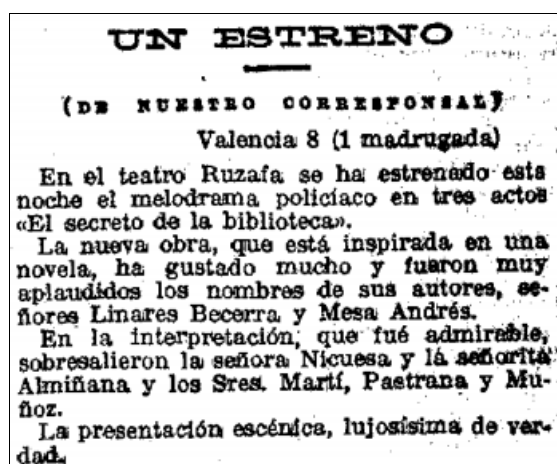 UN ESTRENO
(DE NUESTRO CORRESPONSAL)
Valencia 8 (1 madrugada)
En el teatro Ruzafa se ha estrenado esta
noche el melodrama policíaco en tres actos
«El secreto de la biblioteca».
La nueva obra, que está inspirada en una
novela, ha gustado mucho y fueron muy
aplaudidos los nombres de sus autores, se-
ñores Linares Becerra y Mesa Andrés.
En la interpretación, que fué admirable,
sobresalieron la señora Nicuesa y la señorita
Almiñana y los Sres. Martí, Pastrana y Mu-
ñoz.
La presentación escénica, lujosísima de ver-
dad.